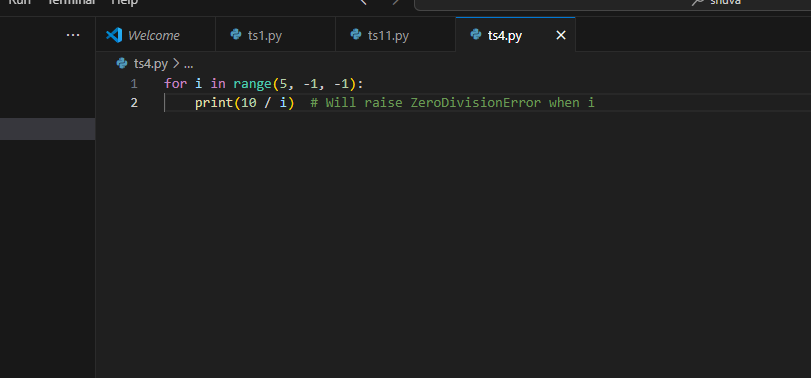 Run Terminal Help
shuva
Welcome ts1.py ts11.py ts4.py
ts4.py > ...
1 for i in range(5, -1, -1):
2     print(10 / i)  # Will raise ZeroDivisionError when i